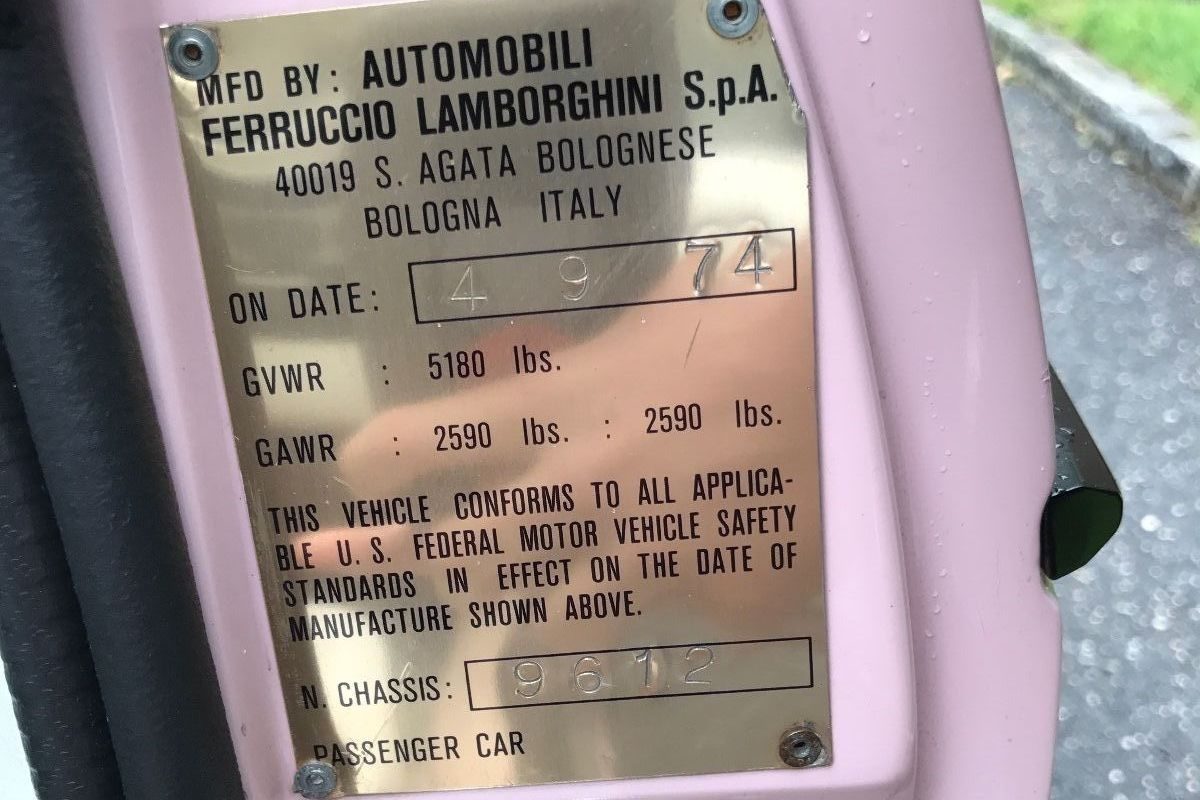 MFD BY: AUTOMOBILI
FERRUCCIO LAMBORGHINI S.p.A.
40019 S. AGATA BOLOGNESE
BOLOGNA ITALY
ON DATE: 4 9 74
GVWR : 5180 lbs.
GAWR : 2590 lbs. : 2590 lbs.
THIS VEHICLE CONFORMS TO ALL APPLICA-
BLE U. S. FEDERAL MOTOR VEHICLE SAFETY
STANDARDS IN EFFECT ON THE DATE OF
MANUFACTURE SHOWN ABOVE.
N. CHASSIS: 9612
PASSENGER CAR